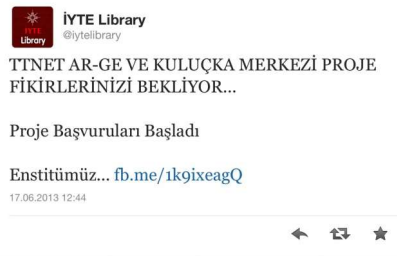 İYTE
Library
İYTE Library
@iytelibrary
TTNET AR-GE VE KULUÇKA MERKEZİ PROJE
FİKİRLERİNİZİ BEKLİYOR...
Proje Başvuruları Başladı
Enstitümüz... fb.me/1k9ixeagQ
17.06.2013 12:44